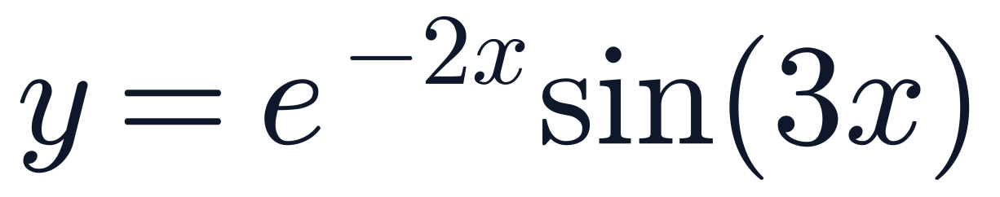 y = e^{-2x} sin(3x)